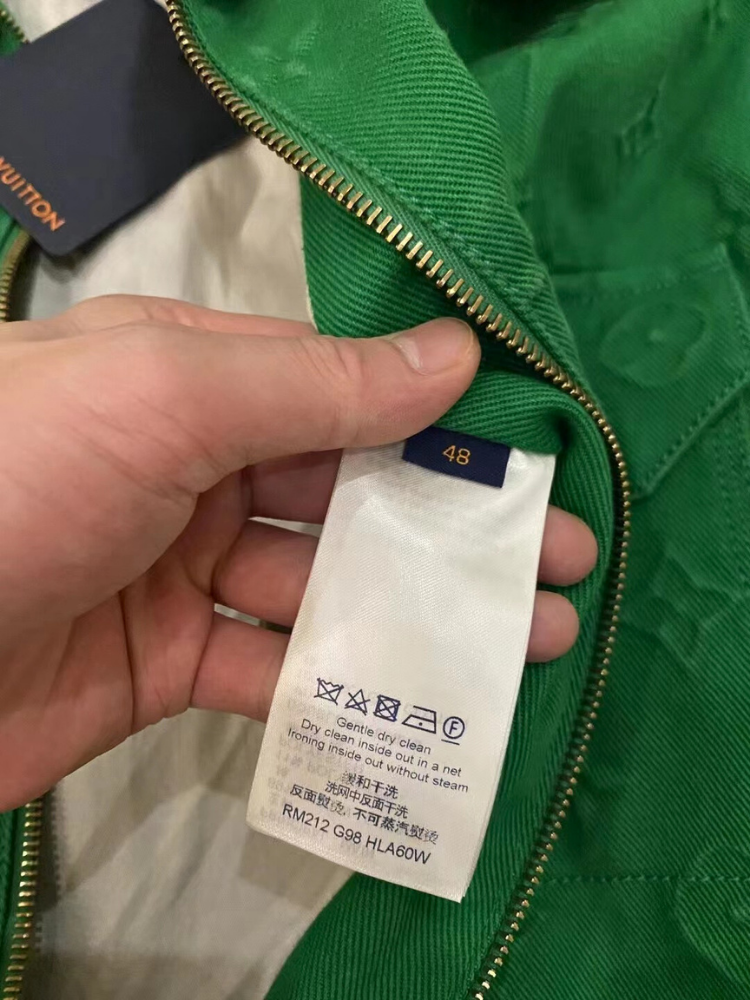 VUITTON
48
F
Gentle dry clean
Dry clean inside out in a net
Ironing inside out without steam
缓和干洗
洗网中反面干洗
反面熨烫，不可蒸汽熨烫
RM212 G98 HLA60W